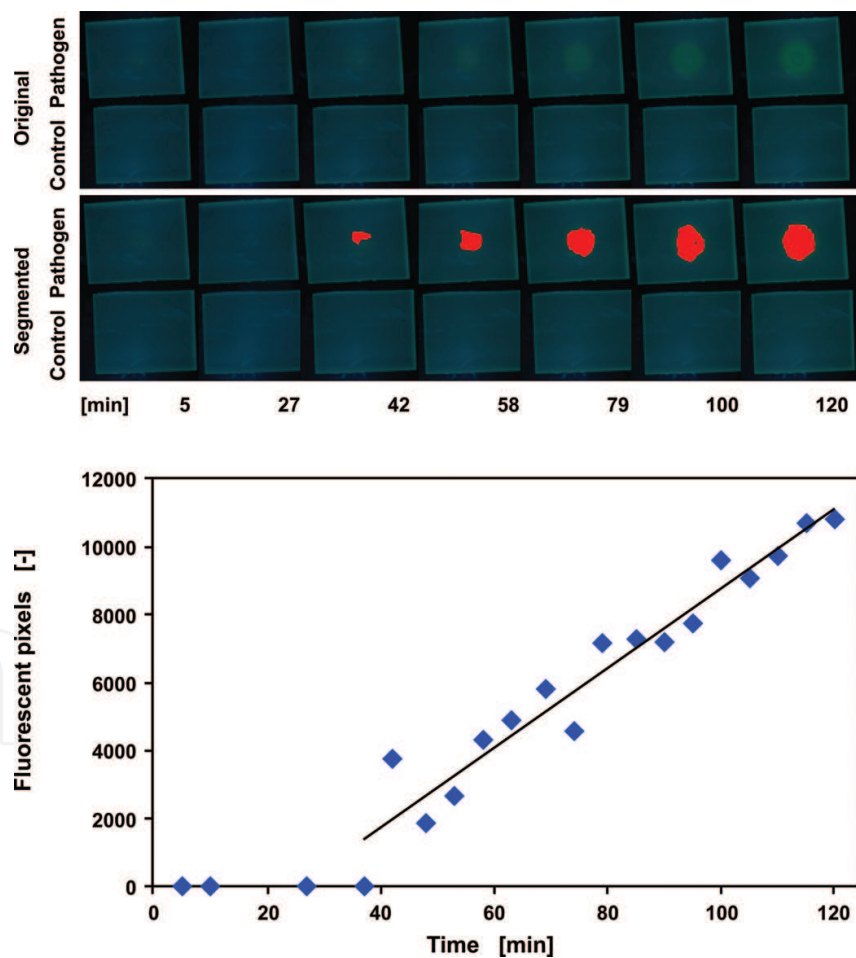 Original
Pathogen
Control
Segmented
Pathogen
Control
[min] 5 27 42 58 79 100 120
12000
10000
8000
6000
4000
2000
0
Fluorescent pixels [-]
0 20 40 60 80 100 120
Time [min]